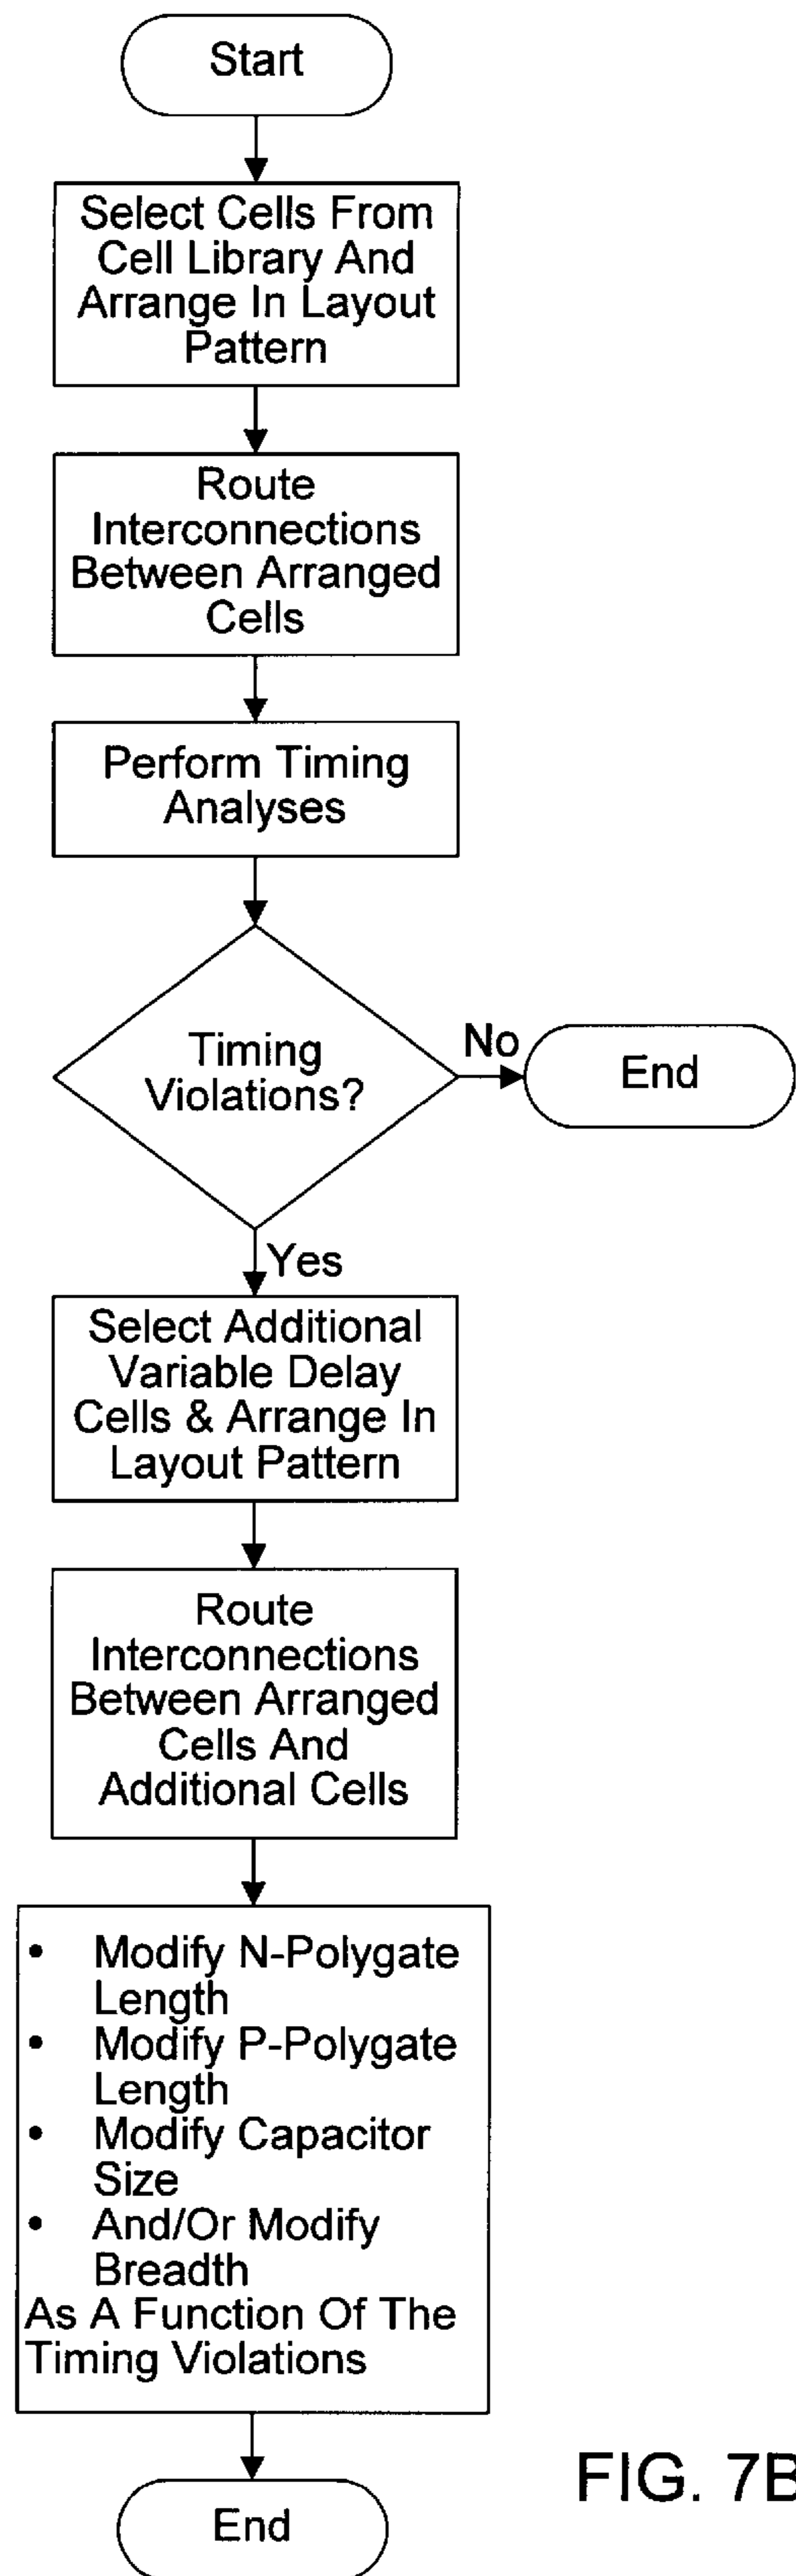 Start
Select Cells From
Cell Library And
Arrange In Layout
Pattern
Route
Interconnections
Between Arranged
Cells
Perform Timing
Analyses
Timing
Violations?
No
End
Yes
Select Additional
Variable Delay
Cells & Arrange In
Layout Pattern
Route
Interconnections
Between Arranged
Cells And
Additional Cells
• Modify N-Polygate
Length
• Modify P-Polygate
Length
• Modify Capacitor
Size
• And/Or Modify
Breadth
As A Function Of The
Timing Violations
End
FIG. 7B